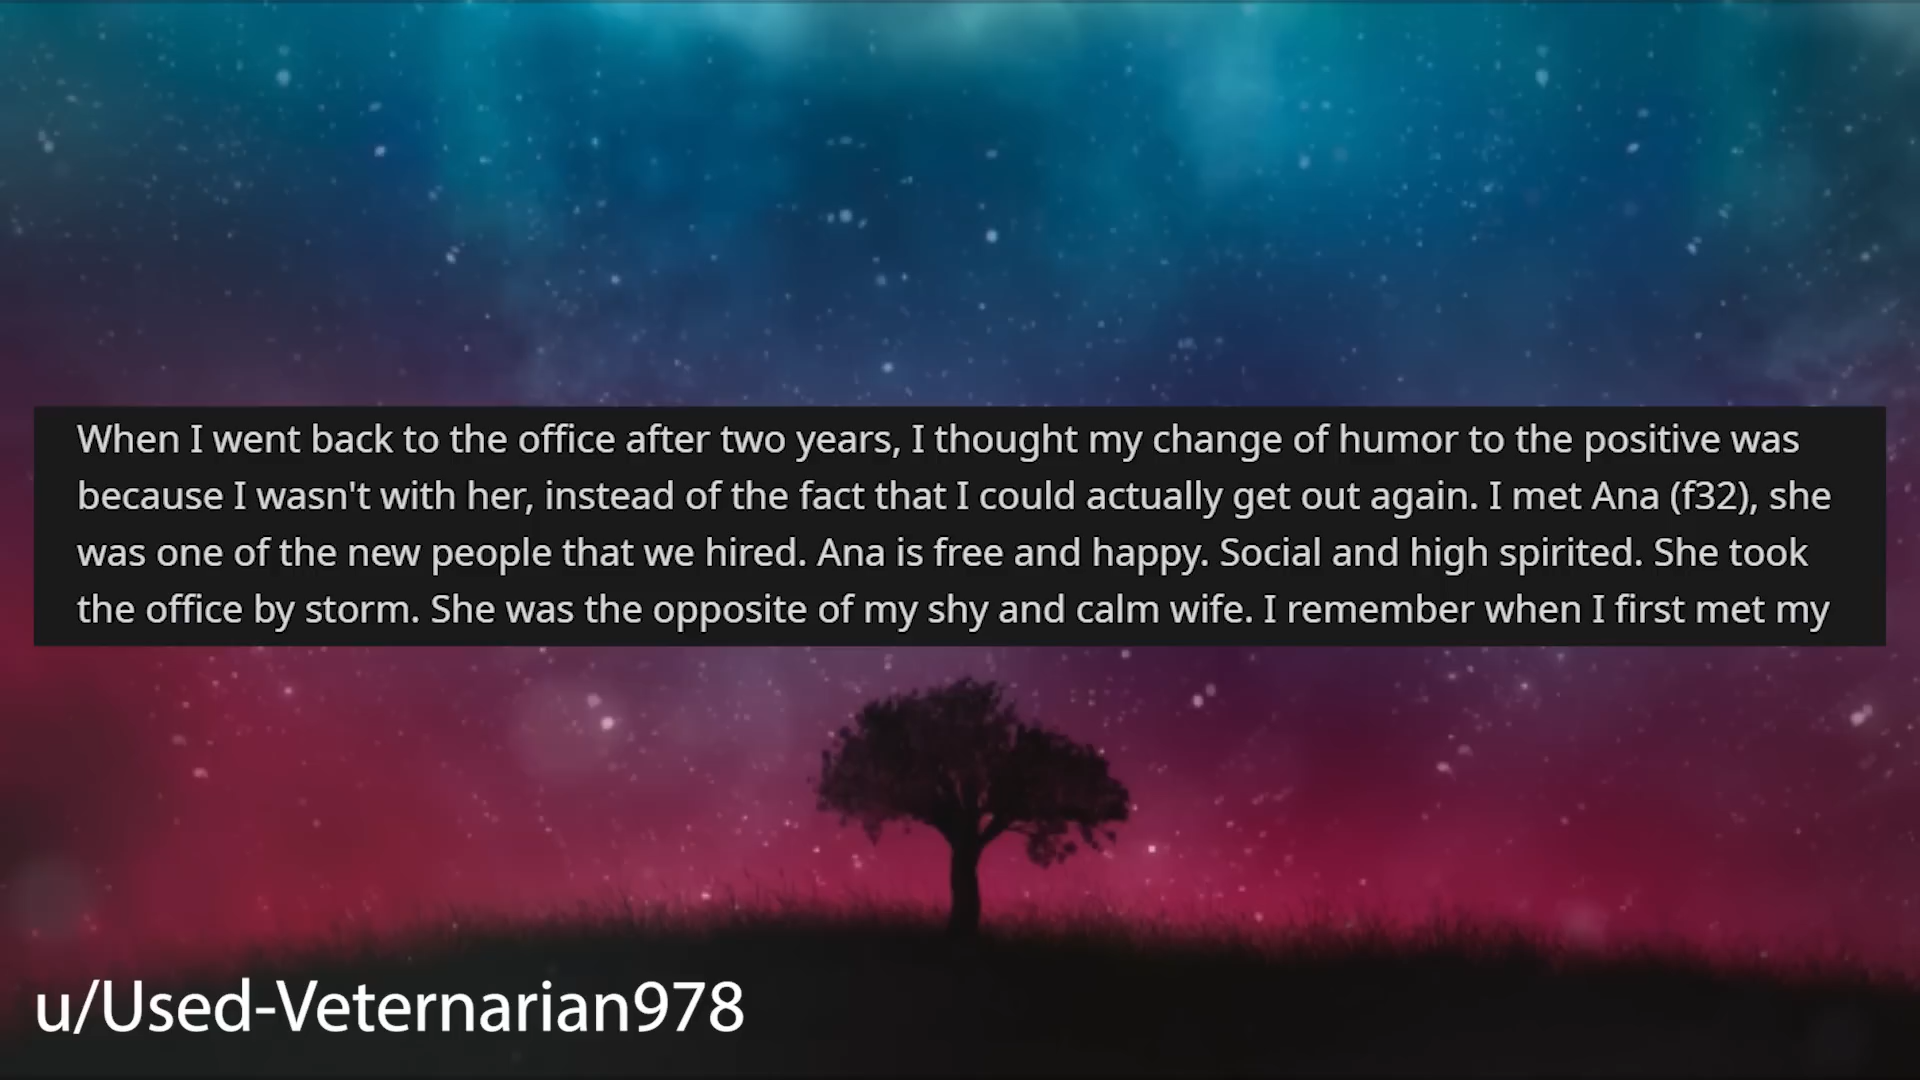 When I went back to the office after two years, I thought my change of humor to the positive was
because I wasn't with her, instead of the fact that I could actually get out again. I met Ana (f32), she
was one of the new people that we hired. Ana is free and happy. Social and high spirited. She took
the office by storm. She was the opposite of my shy and calm wife. I remember when I first met my
u/Used-Veternarian978